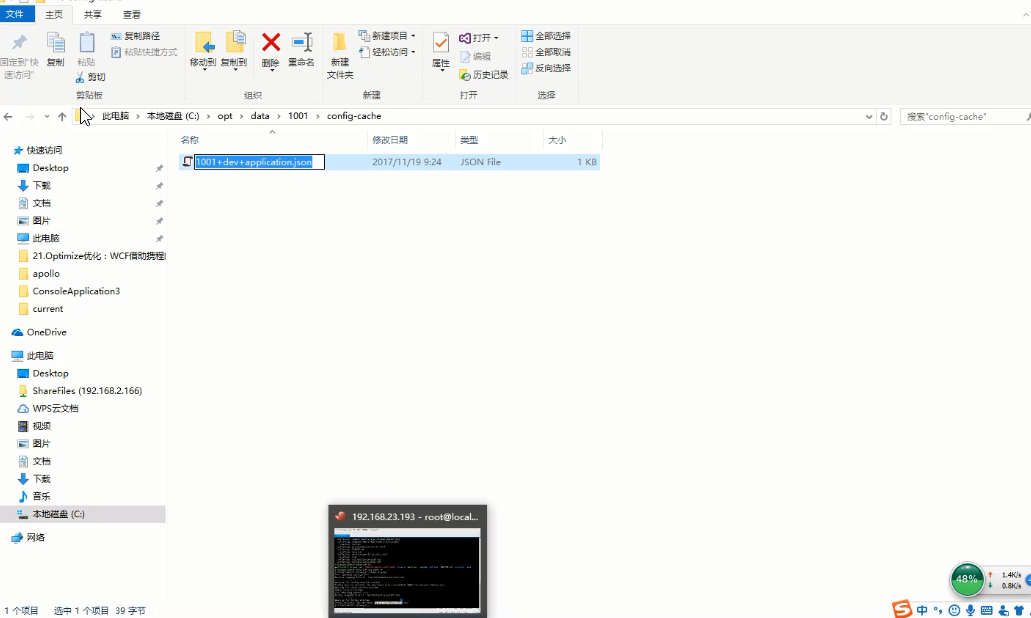 文件 主页 共享 查看
复制路径
粘贴快捷方式
固定到"快速访问"
复制
粘贴
剪切
剪贴板
移动到 复制到 删除 重命名
组织
新建项目
轻松访问
新建文件夹
新建
属性
打开
编辑
历史记录
打开
全部选择
全部取消
反向选择
选择
此电脑 本地磁盘 (C:) opt data 1001 config-cache
搜索"config-cache"
名称 修改日期 类型 大小
1001+dev+application.json 2017/11/19 9:24 JSON File 1 KB
快速访问
Desktop
下载
文档
图片
此电脑
21.Optimize优化：WCF借助携程
apollo
ConsoleApplication3
current
OneDrive
此电脑
Desktop
ShareFiles (192.168.2.166)
WPS云文档
视频
图片
文档
下载
音乐
本地磁盘 (C:)
网络
192.168.23.193 - root@local...
48%
1.4K/s
0.8K/s
1 个项目 选中 1 个项目 39 字节
中